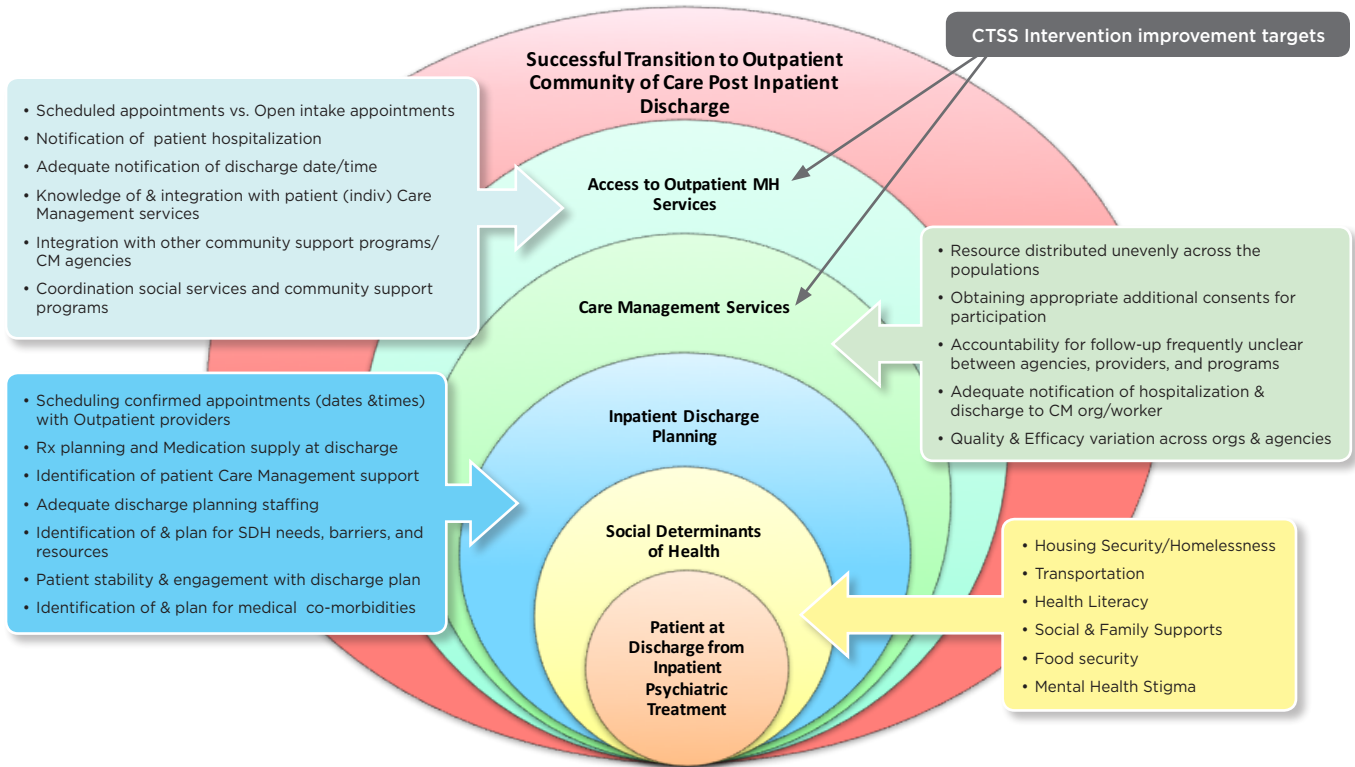 CTSS Intervention improvement targets
Successful Transition to Outpatient
Community of Care Post Inpatient
Discharge
• Scheduled appointments vs. Open intake appointments
• Notification of patient hospitalization
• Adequate notification of discharge date/time
• Knowledge of & integration with patient (indiv) Care
Management services
• Integration with other community support programs/
CM agencies
• Coordination social services and community support
programs
Access to Outpatient MH
Services
Care Management Services
• Resource distributed unevenly across the
populations
• Obtaining appropriate additional consents for
participation
• Accountability for follow-up frequently unclear
between agencies, providers, and programs
• Adequate notification of hospitalization &
discharge to CM org/worker
• Quality & Efficacy variation across orgs & agencies
• Scheduling confirmed appointments (dates &times)
with Outpatient providers
• Rx planning and Medication supply at discharge
• Identification of patient Care Management support
• Adequate discharge planning staffing
• Identification of & plan for SDH needs, barriers, and
resources
• Patient stability & engagement with discharge plan
• Identification of & plan for medical co-morbidities
Inpatient Discharge
Planning
Social Determinants
of Health
• Housing Security/Homelessness
• Transportation
• Health Literacy
• Social & Family Supports
• Food security
• Mental Health Stigma
Patient at
Discharge from
Inpatient
Psychiatric
Treatment